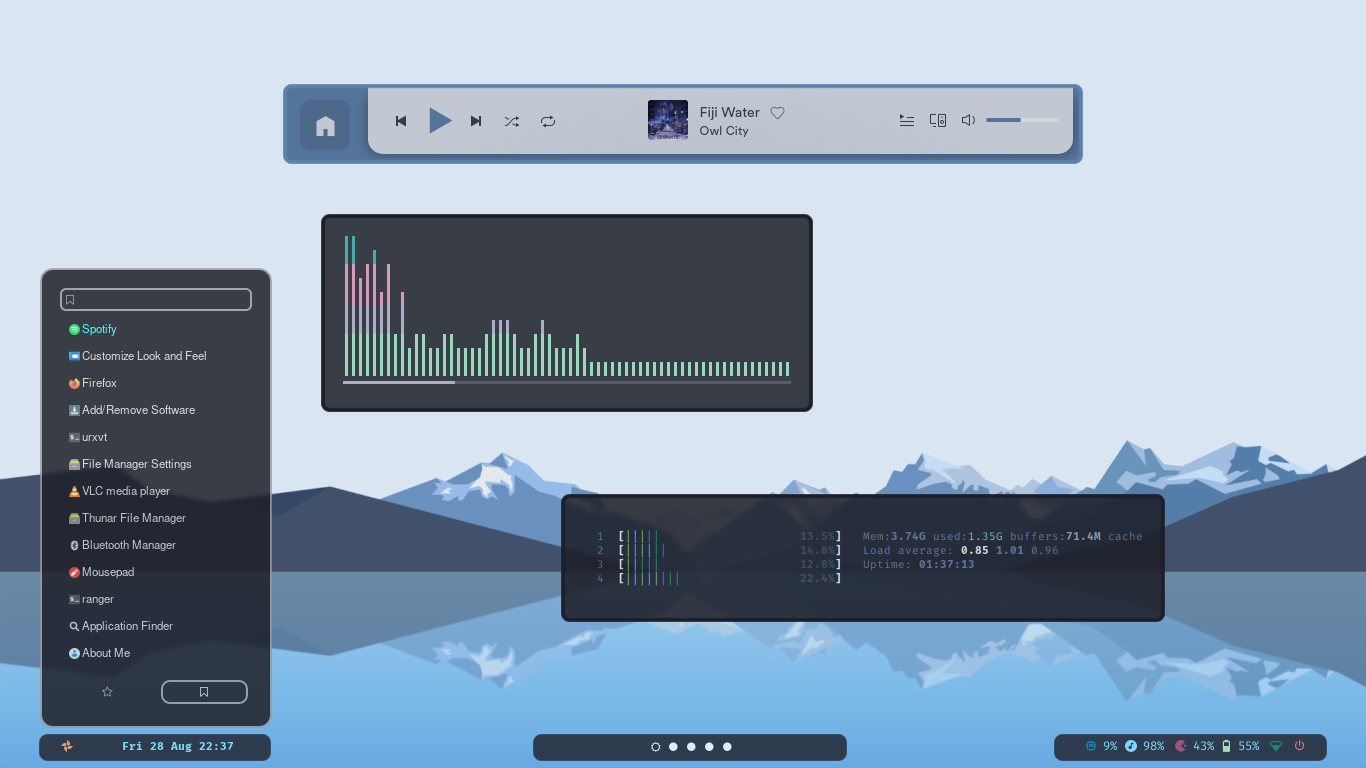 Fiji Water
Owl City
Spotify
Customize Look and Feel
Firefox
Add/Remove Software
urxvt
File Manager Settings
VLC media player
Thunar File Manager
Bluetooth Manager
Mousepad
ranger
Application Finder
About Me
1 [||||| 13.5%] Mem:3.74G used:1.35G buffers:71.4M cache
2 [|||||| 14.8%] Load average: 0.85 1.01 0.96
3 [||||| 12.8%] Uptime: 01:37:13
4 [|||||||| 22.4%]
Fri 28 Aug 22:37
9% 98% 43% 55%